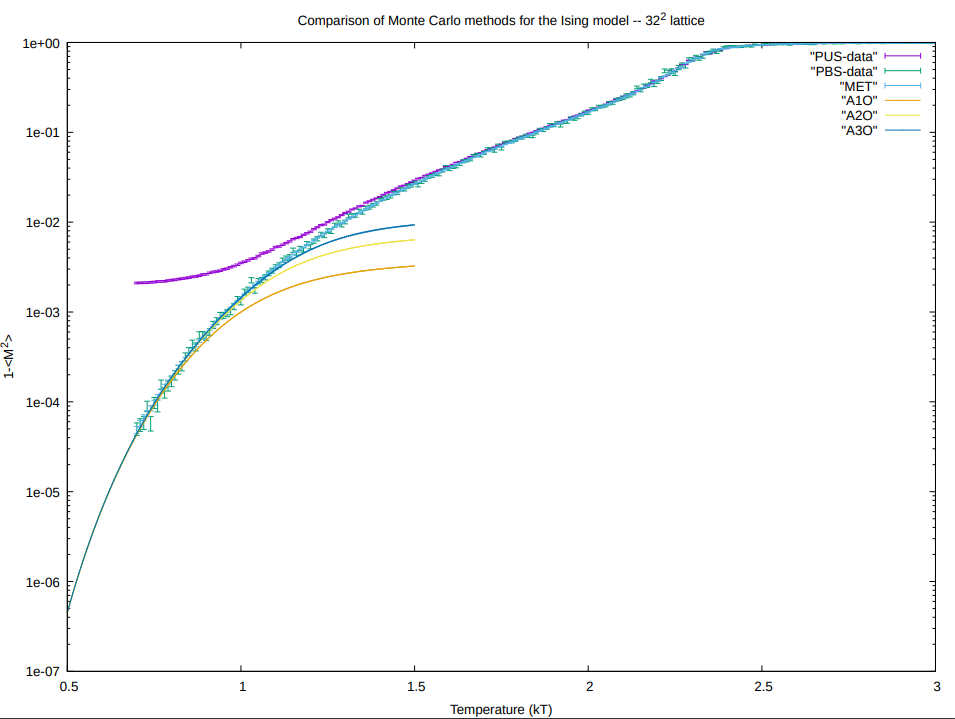 Comparison of Monte Carlo methods for the Ising model -- 32² lattice
1e+00
1e-01
1e-02
1e-03
1e-04
1e-05
1e-06
1e-07
1-<M²>
"PUS-data"
"PBS-data"
"MET"
"A1O"
"A2O"
"A3O"
0.5 1 1.5 2 2.5 3
Temperature (kT)